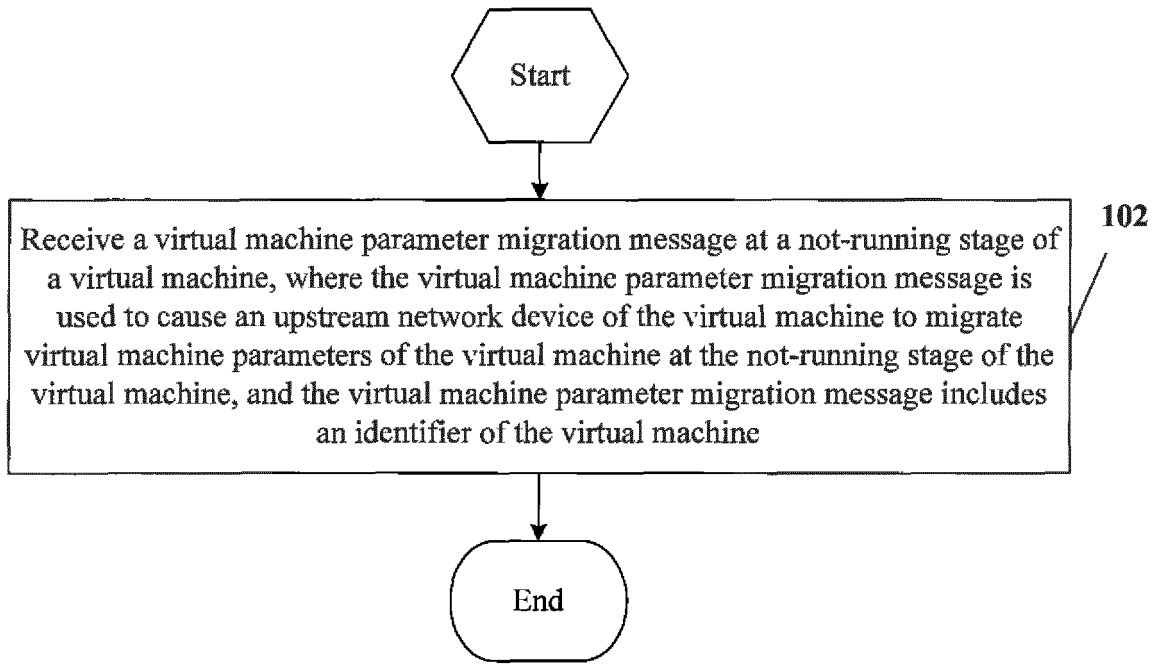 Start
Receive a virtual machine parameter migration message at a not-running stage of
a virtual machine, where the virtual machine parameter migration message is
used to cause an upstream network device of the virtual machine to migrate
virtual machine parameters of the virtual machine at the not-running stage of the
virtual machine, and the virtual machine parameter migration message includes
an identifier of the virtual machine
102
End